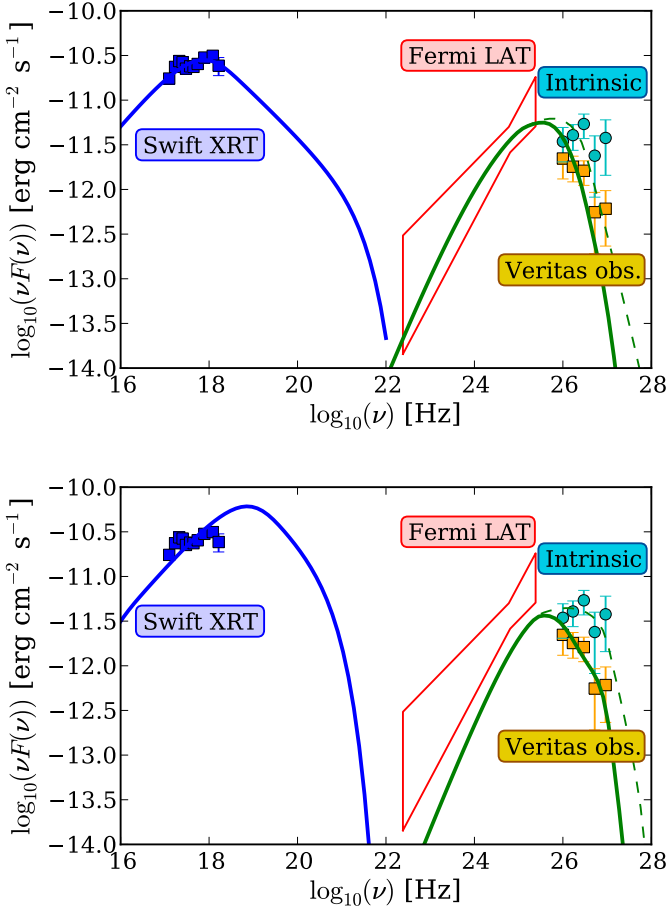 −10.0
−10.5
−11.0
−11.5
−12.0
−12.5
−13.0
−13.5
−14.0
log₁₀(νF(ν)) [erg cm⁻² s⁻¹]
Fermi LAT
Intrinsic
Swift XRT
Veritas obs.
16 18 20 22 24 26 28
log₁₀(ν) [Hz]
−10.0
−10.5
−11.0
−11.5
−12.0
−12.5
−13.0
−13.5
−14.0
log₁₀(νF(ν)) [erg cm⁻² s⁻¹]
Fermi LAT
Intrinsic
Swift XRT
Veritas obs.
16 18 20 22 24 26 28
log₁₀(ν) [Hz]